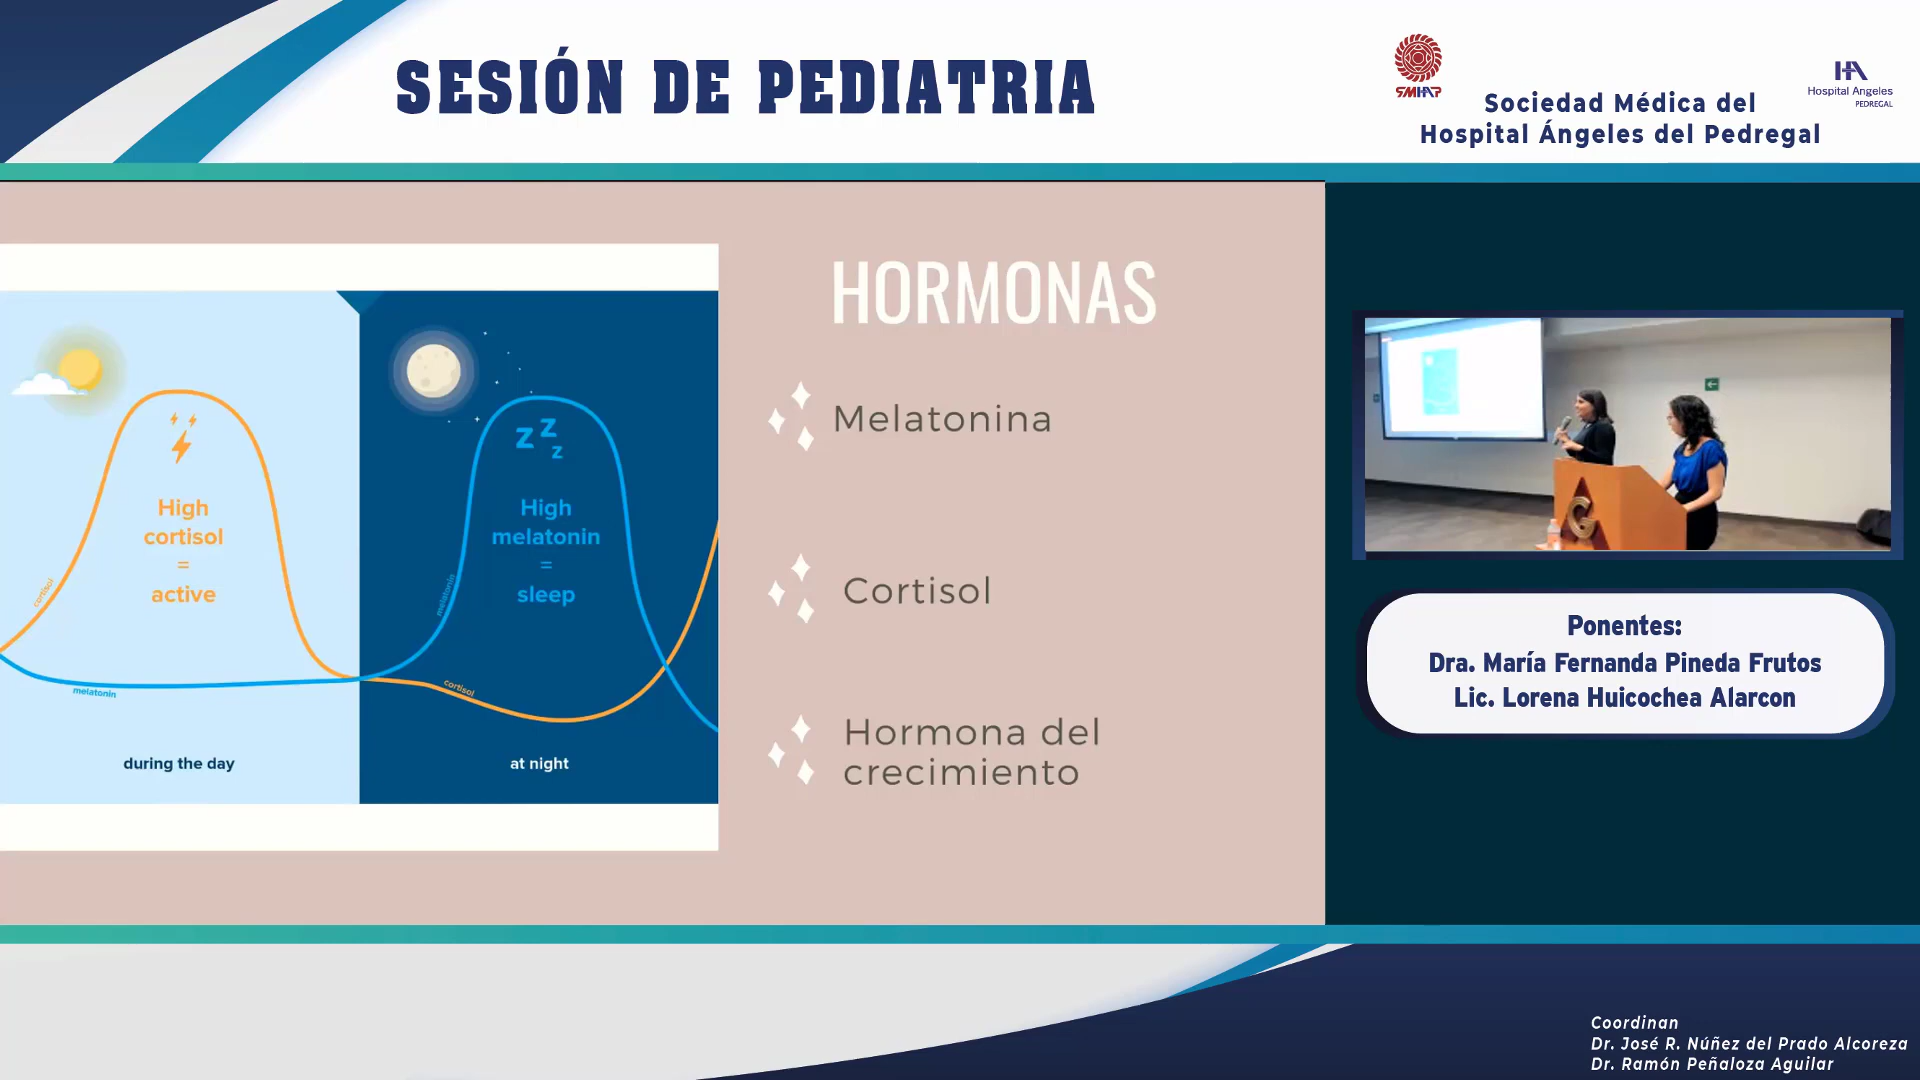 SESIÓN DE PEDIATRIA
SMHAP
Sociedad Médica del
Hospital Ángeles del Pedregal
HA
Hospital Angeles
PEDREGAL
High
cortisol
=
active
cortisol
melatonin
during the day
z z z
High
melatonin
=
sleep
melatonin
cortisol
at night
HORMONAS
Melatonina
Cortisol
Hormona del
crecimiento
Ponentes:
Dra. María Fernanda Pineda Frutos
Lic. Lorena Huicochea Alarcon
Coordinan
Dr. José R. Núñez del Prado Alcoreza
Dr. Ramón Peñaloza Aguilar